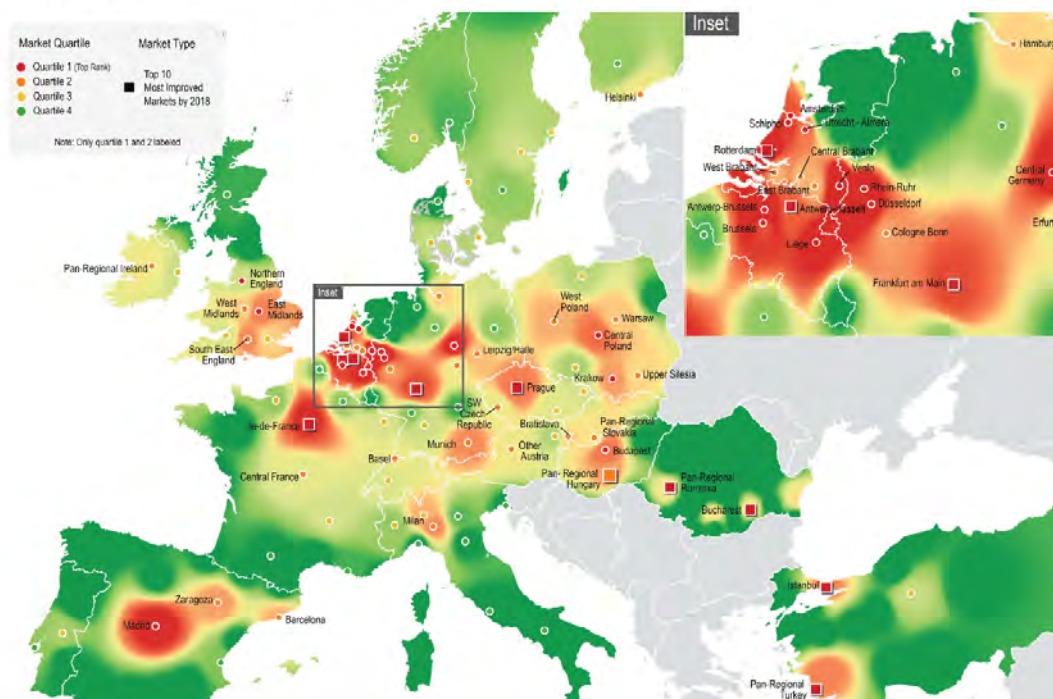 Market Quartile
Quartile 1 (Top Rank)
Quartile 2
Quartile 3
Quartile 4
Market Type
Top 10
Most Improved
Markets by 2018
Note: Only quartile 1 and 2 labeled
Helsinki
Pan-Regional Ireland
Northern
England
West
Midlands
East
Midlands
South East
England
Inset
West
Poland
Warsaw
Central
Poland
Leipzig/Halle
Krakow
Upper Silesia
Prague
SW
Czech
Republic
Ile-de-France
Bratislava
Pan-Regional
Slovakia
Munich
Other
Austria
Budapest
Basel
Pan- Regional
Hungary
Central France
Pan-Regional
Romania
Bucharest
Milan
Zaragoza
Barcelona
Madrid
Istanbul
Pan-Regional
Turkey
Inset
Hamburg
Amsterdam
Schiphol
Utrecht - Almera
Rotterdam
Central Brabant
West Brabant
Venlo
East Brabant
Rhein-Ruhr
Central
Germany
Antwerp-Brussels
Antwerp-Hasselt
Düsseldorf
Brussels
Cologne Bonn
Erfurt
Liège
Frankfurt am Main